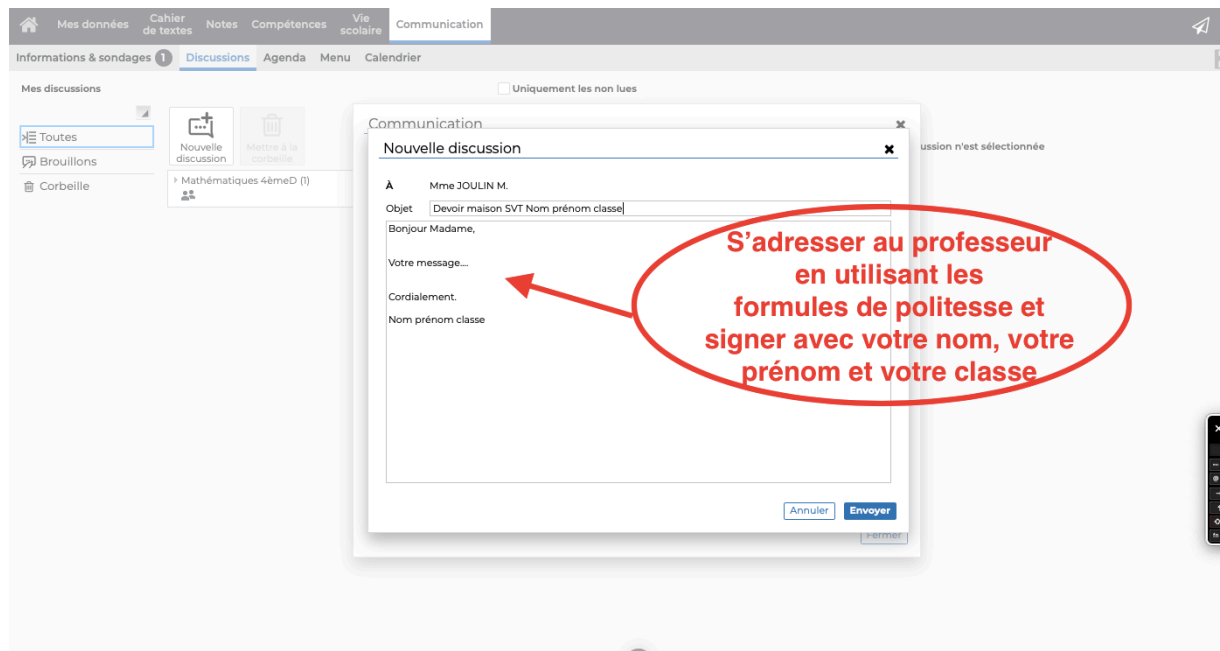 Mes données
Cahier
de textes
Notes
Compétences
Vie
scolaire
Communication
Informations & sondages 1
Discussions
Agenda
Menu
Calendrier
Mes discussions
Uniquement les non lues
Toutes
Brouillons
Corbeille
Nouvelle
discussion
Mettre à la
corbeille
Mathématiques 4èmeD (1)
Communication
ussion n'est sélectionnée
Nouvelle discussion
À Mme JOULIN M.
Objet Devoir maison SVT Nom prénom classe
Bonjour Madame,
Votre message....
Cordialement.
Nom prénom classe
S'adresser au professeur
en utilisant les
formules de politesse et
signer avec votre nom, votre
prénom et votre classe
Annuler
Envoyer
Fermer